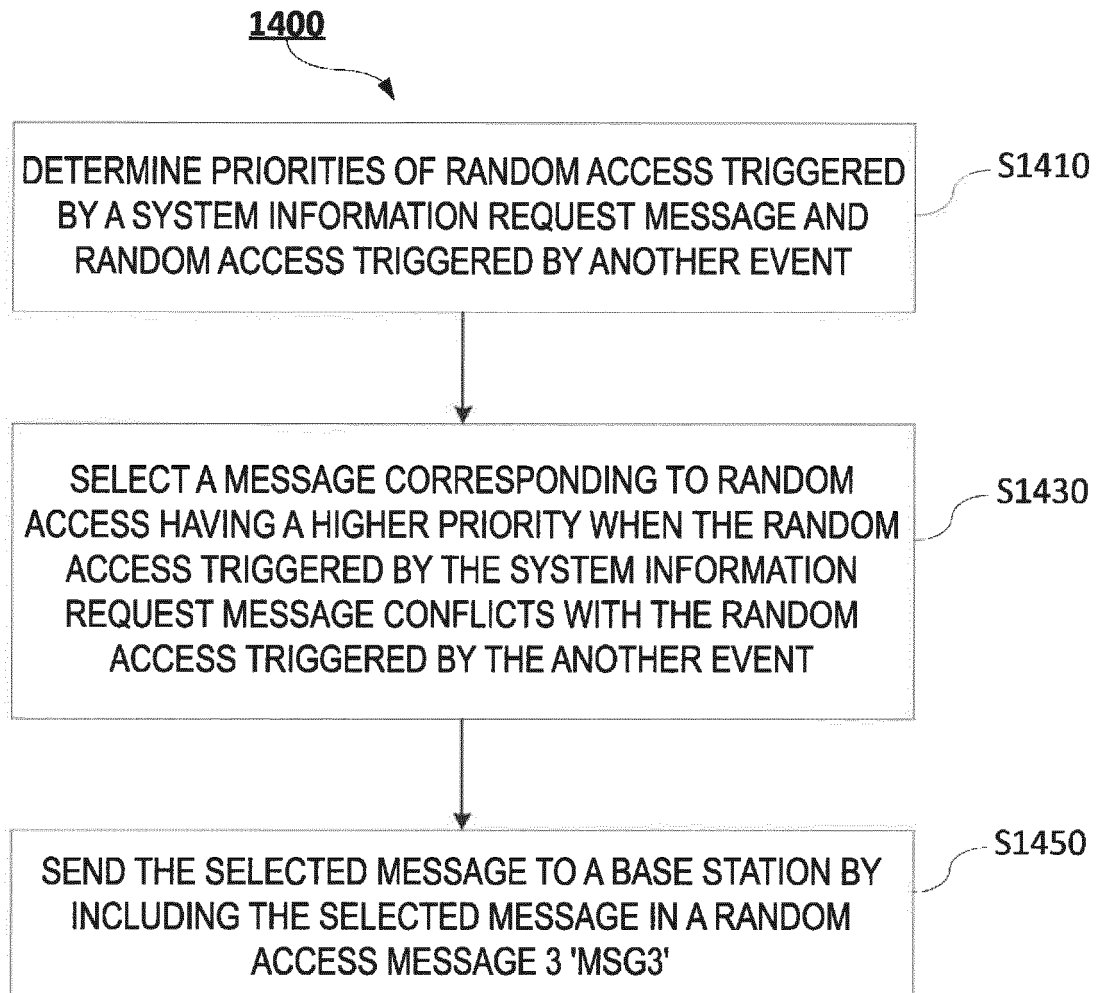 1400
DETERMINE PRIORITIES OF RANDOM ACCESS TRIGGERED
BY A SYSTEM INFORMATION REQUEST MESSAGE AND
RANDOM ACCESS TRIGGERED BY ANOTHER EVENT
S1410
SELECT A MESSAGE CORRESPONDING TO RANDOM
ACCESS HAVING A HIGHER PRIORITY WHEN THE RANDOM
ACCESS TRIGGERED BY THE SYSTEM INFORMATION
REQUEST MESSAGE CONFLICTS WITH THE RANDOM
ACCESS TRIGGERED BY THE ANOTHER EVENT
S1430
SEND THE SELECTED MESSAGE TO A BASE STATION BY
INCLUDING THE SELECTED MESSAGE IN A RANDOM
ACCESS MESSAGE 3 'MSG3'
S1450